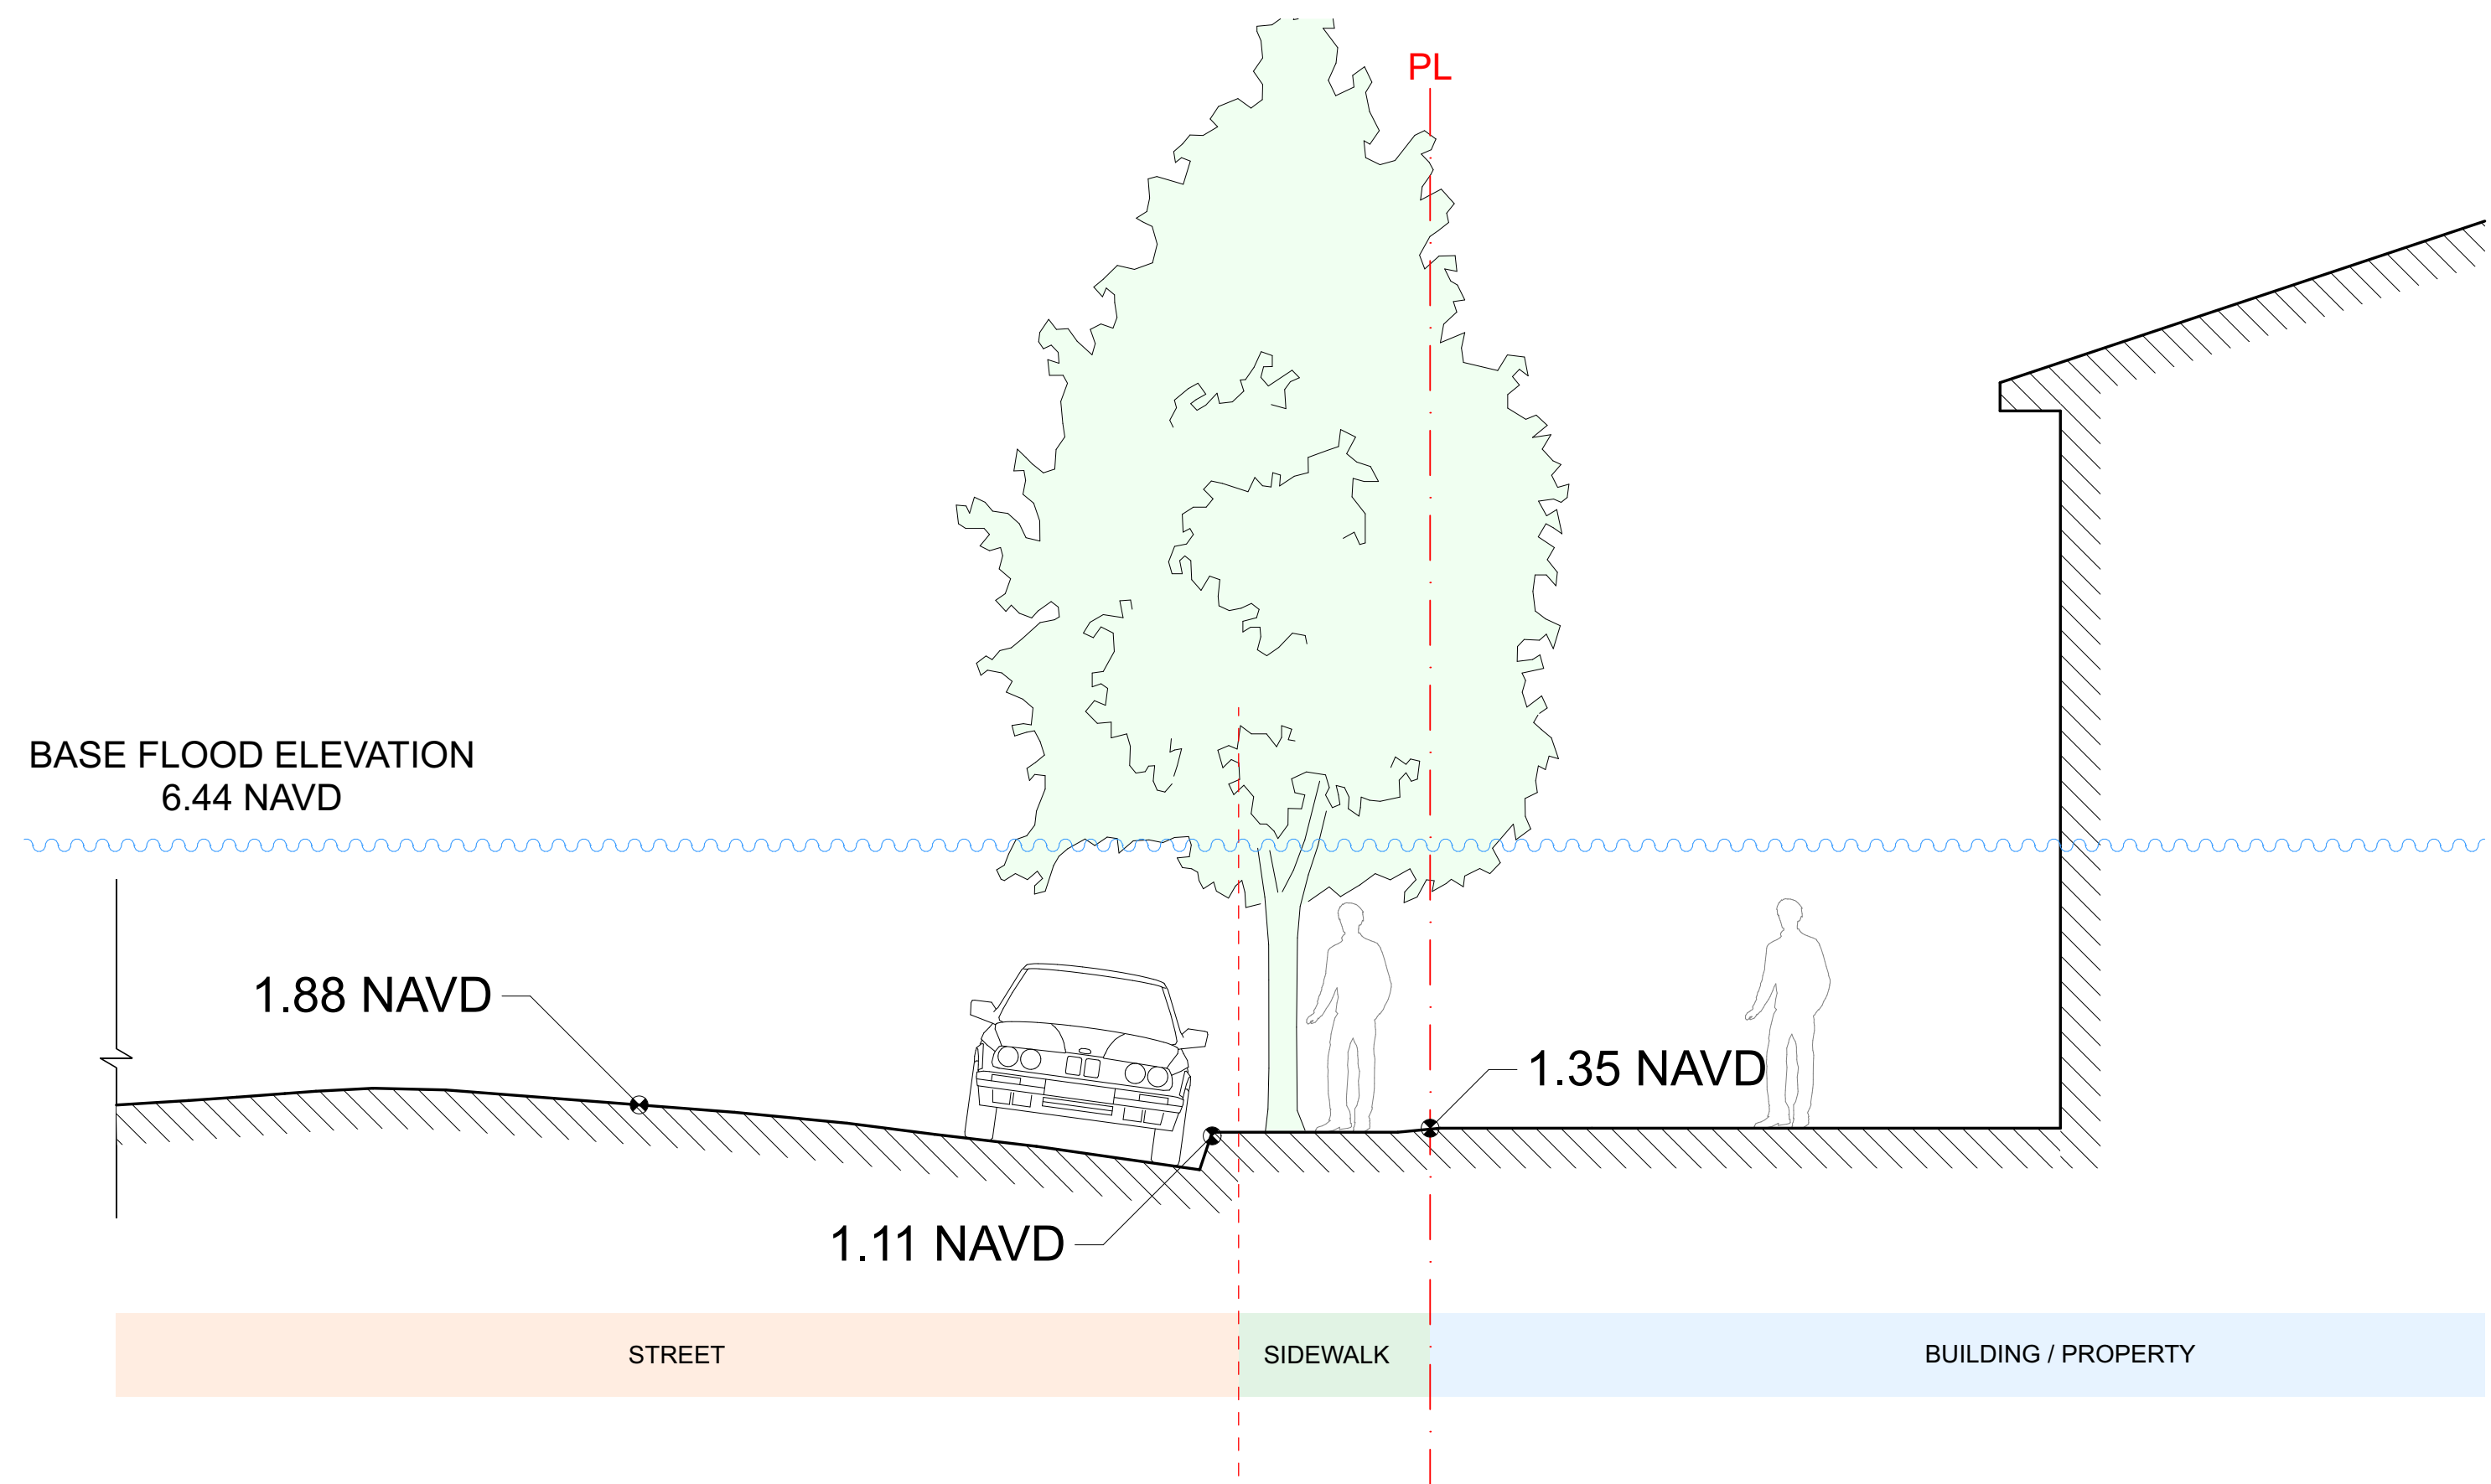 PL
BASE FLOOD ELEVATION
6.44 NAVD
1.88 NAVD
1.35 NAVD
1.11 NAVD
STREET
SIDEWALK
BUILDING / PROPERTY